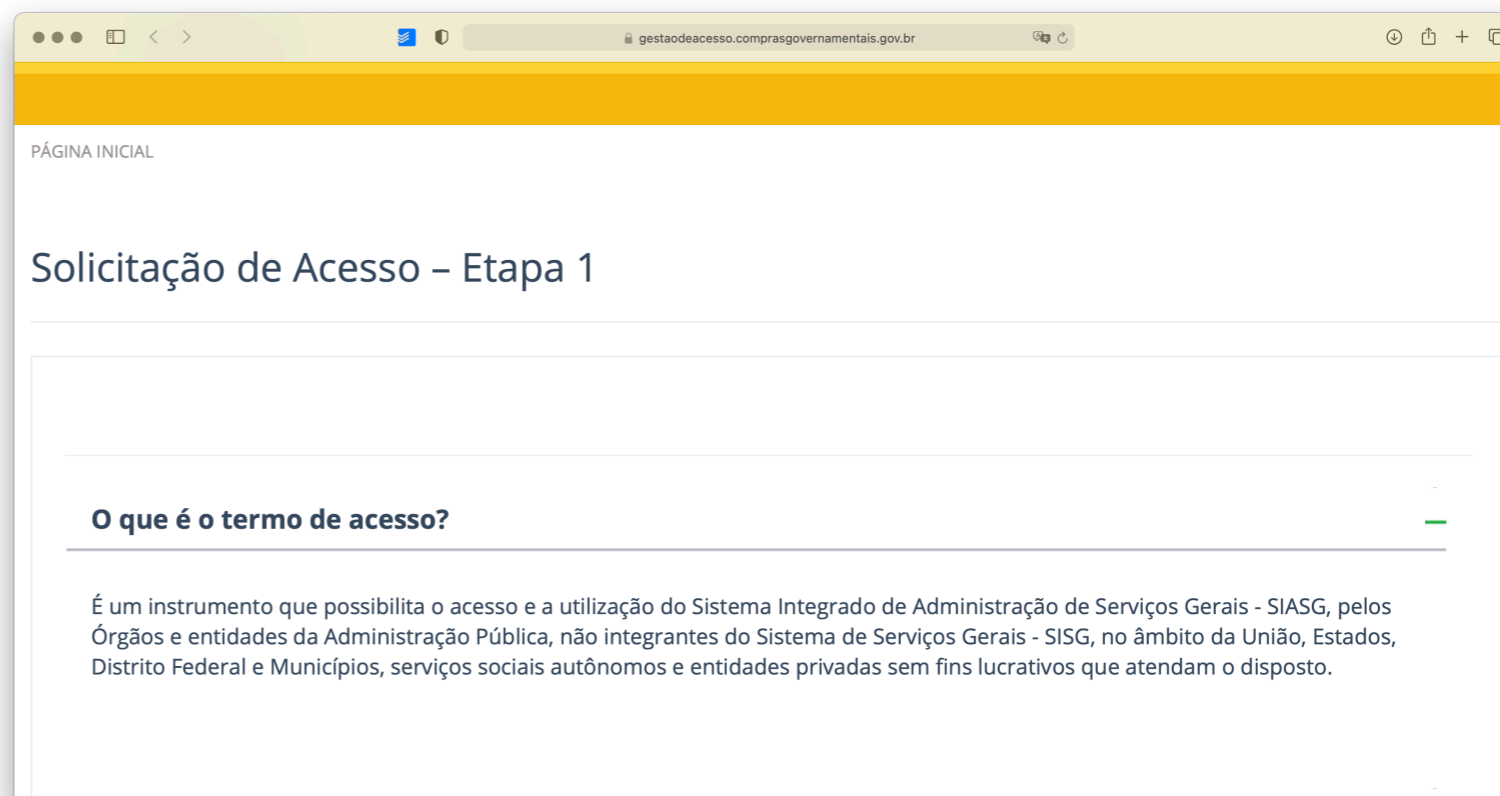 gestaodeacesso.comprasgovernamentais.gov.br
PÁGINA INICIAL
Solicitação de Acesso – Etapa 1
O que é o termo de acesso?
É um instrumento que possibilita o acesso e a utilização do Sistema Integrado de Administração de Serviços Gerais - SIASG, pelos
Órgãos e entidades da Administração Pública, não integrantes do Sistema de Serviços Gerais - SISG, no âmbito da União, Estados,
Distrito Federal e Municípios, serviços sociais autônomos e entidades privadas sem fins lucrativos que atendam o disposto.